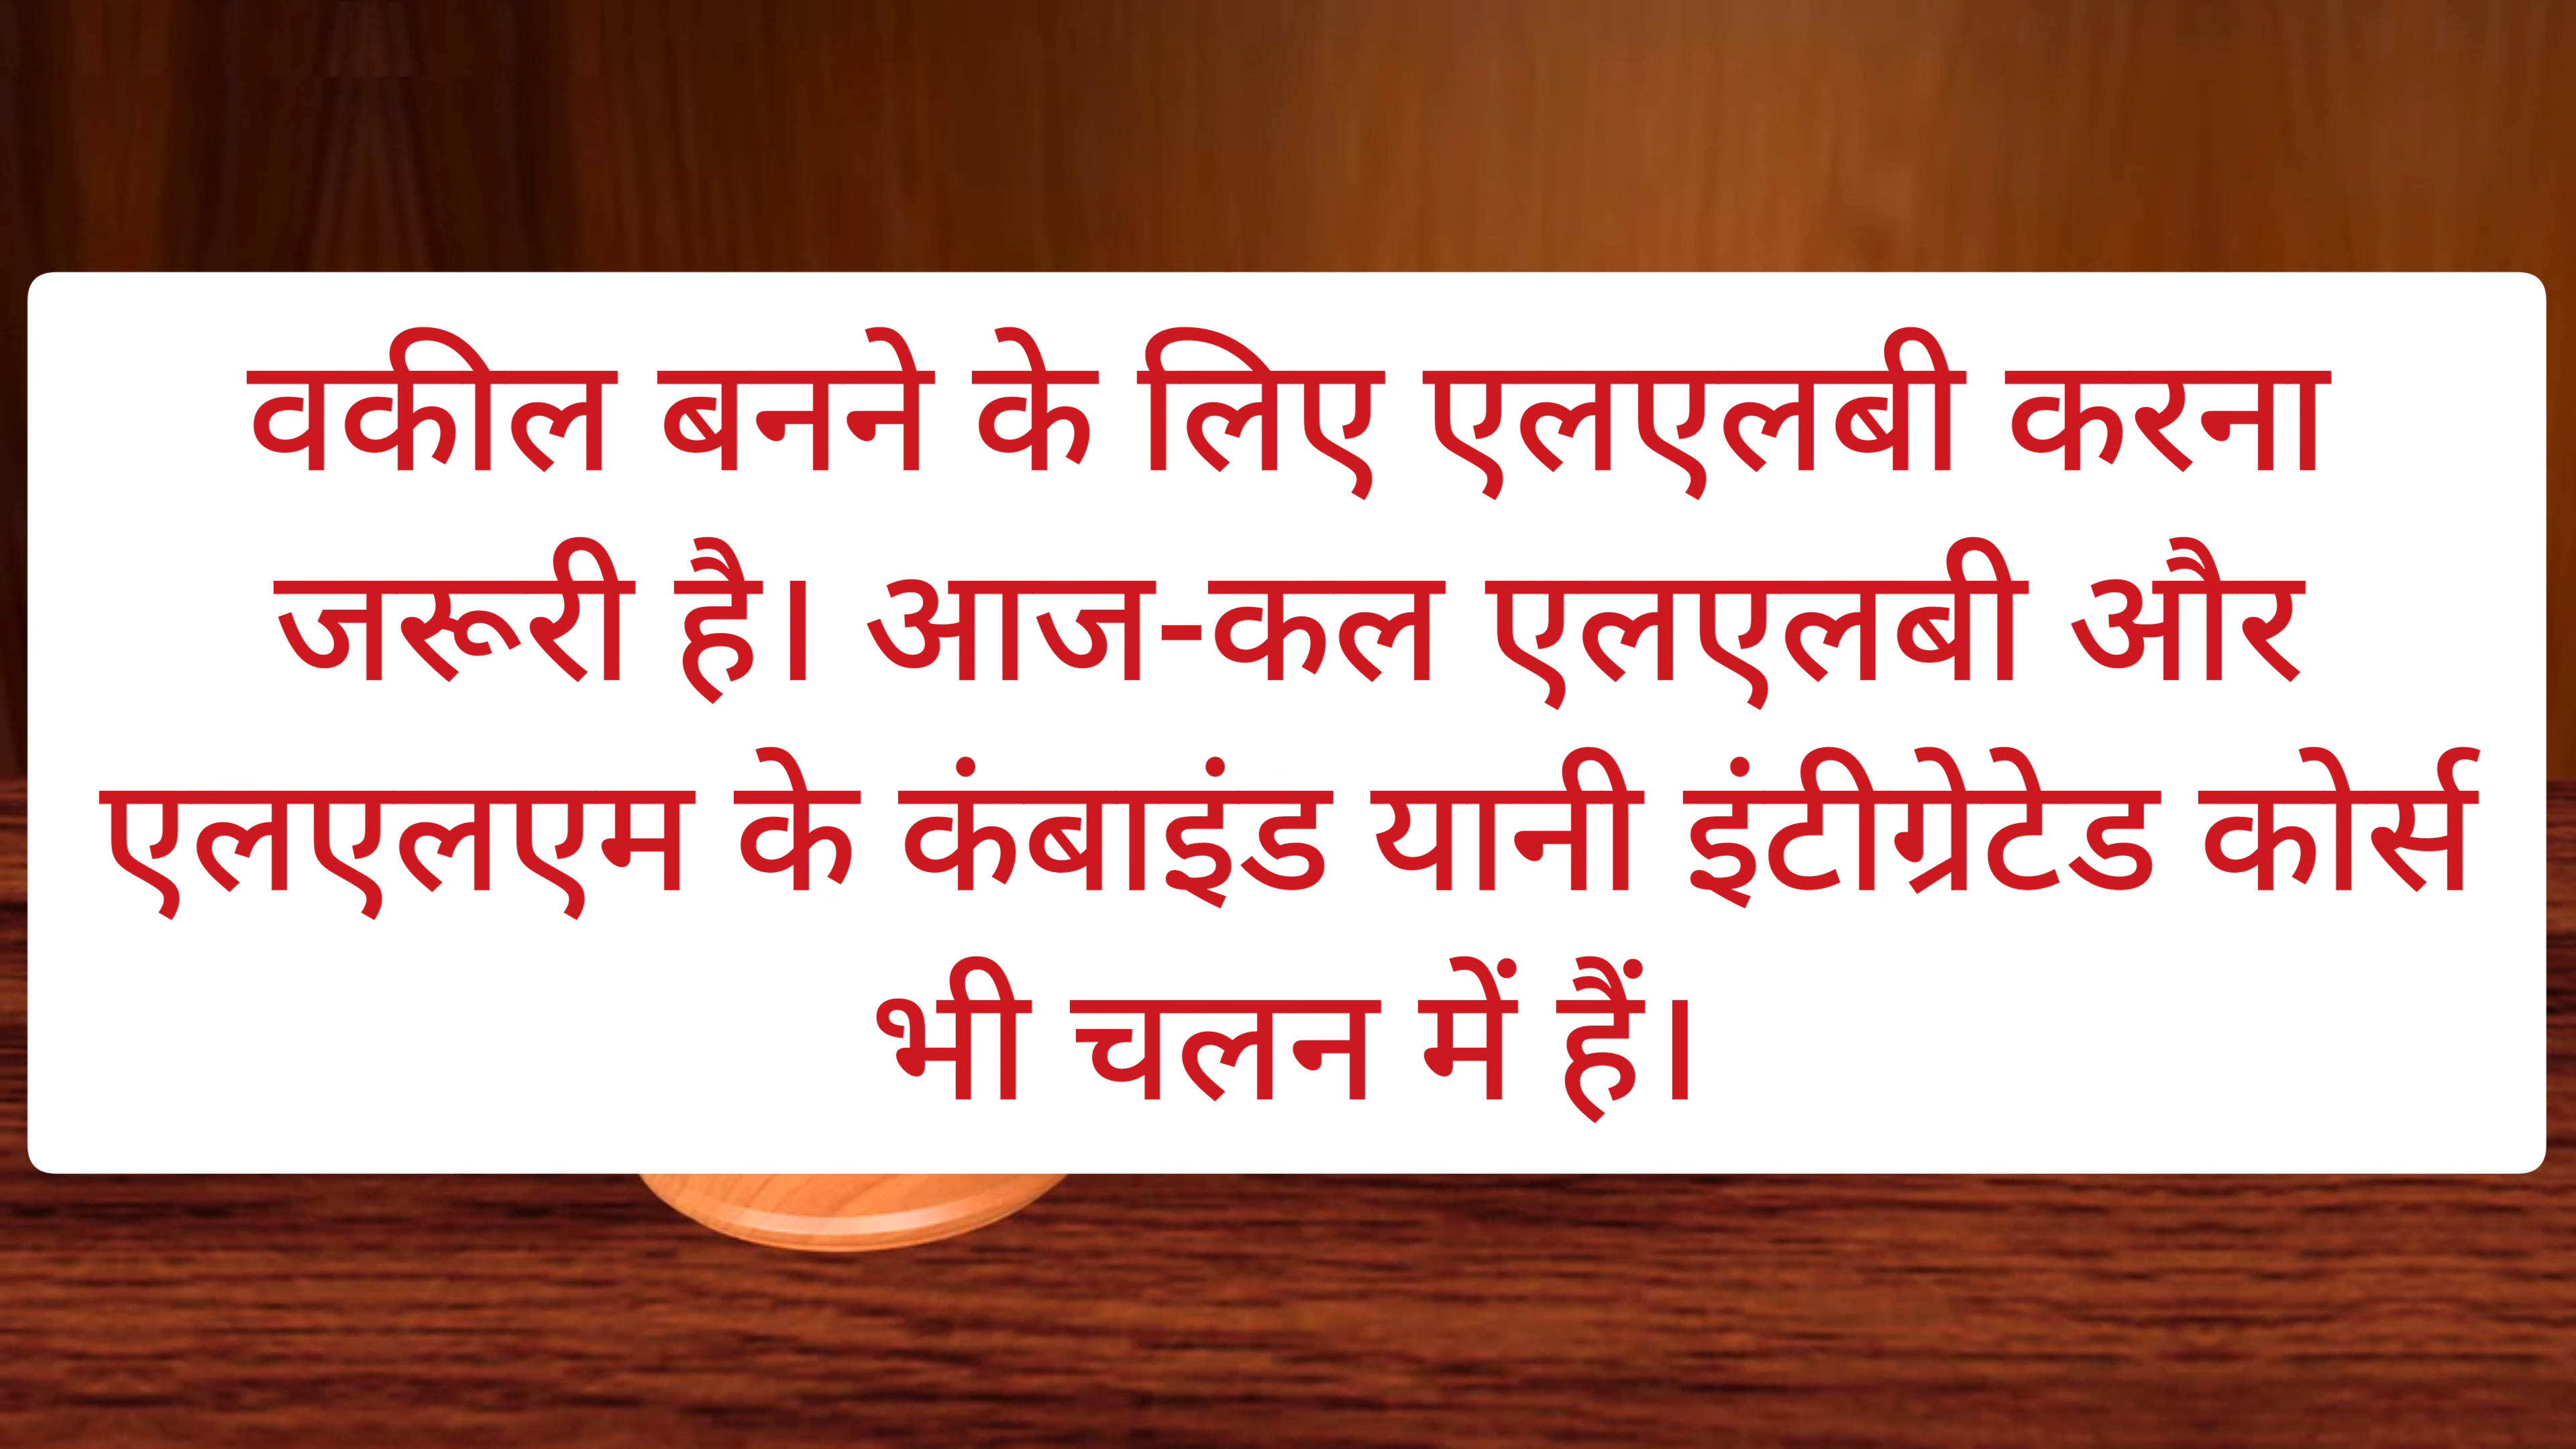 वकील बनने के लिए एलएलबी करना
जरूरी है। आज-कल एलएलबी और
एलएलएम के कंबाइंड यानी इंटीग्रेटेड कोर्स
भी चलन में हैं।